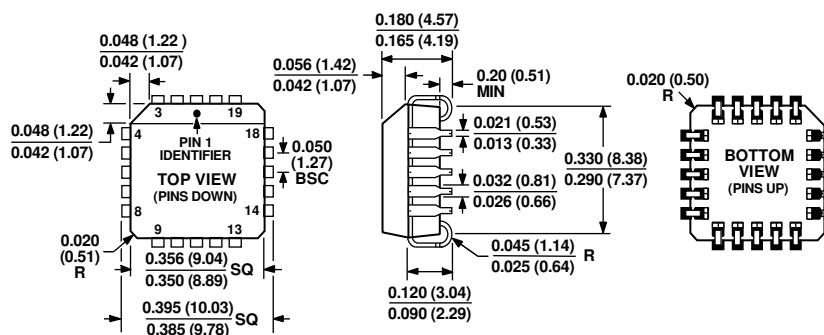 0.048 (1.22 )
0.042 (1.07)
0.048 (1.22)
0.042 (1.07)
3
19
4
18
PIN 1
IDENTIFIER
TOP VIEW
(PINS DOWN)
8
14
9
13
0.050
(1.27)
BSC
0.020
(0.51)
R
0.356 (9.04)
0.350 (8.89)
SQ
0.395 (10.03)
0.385 (9.78)
SQ
0.180 (4.57)
0.165 (4.19)
0.056 (1.42)
0.042 (1.07)
0.20 (0.51)
MIN
0.021 (0.53)
0.013 (0.33)
0.032 (0.81)
0.026 (0.66)
0.330 (8.38)
0.290 (7.37)
0.045 (1.14)
0.025 (0.64)
R
0.120 (3.04)
0.090 (2.29)
0.020 (0.50)
R
BOTTOM
VIEW
(PINS UP)